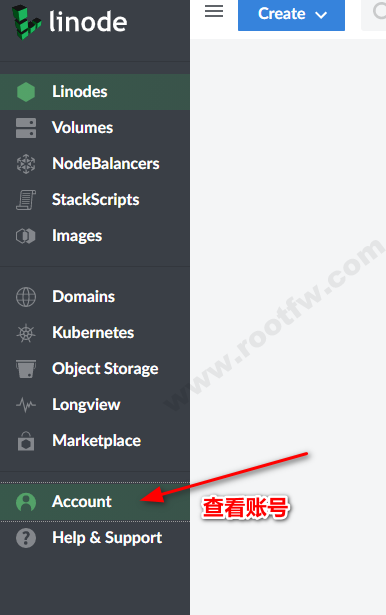 linode
Create
Linodes
Volumes
NodeBalancers
StackScripts
Images
Domains
Kubernetes
Object Storage
Longview
Marketplace
Account
查看账号
Help & Support
www.rootfw.com